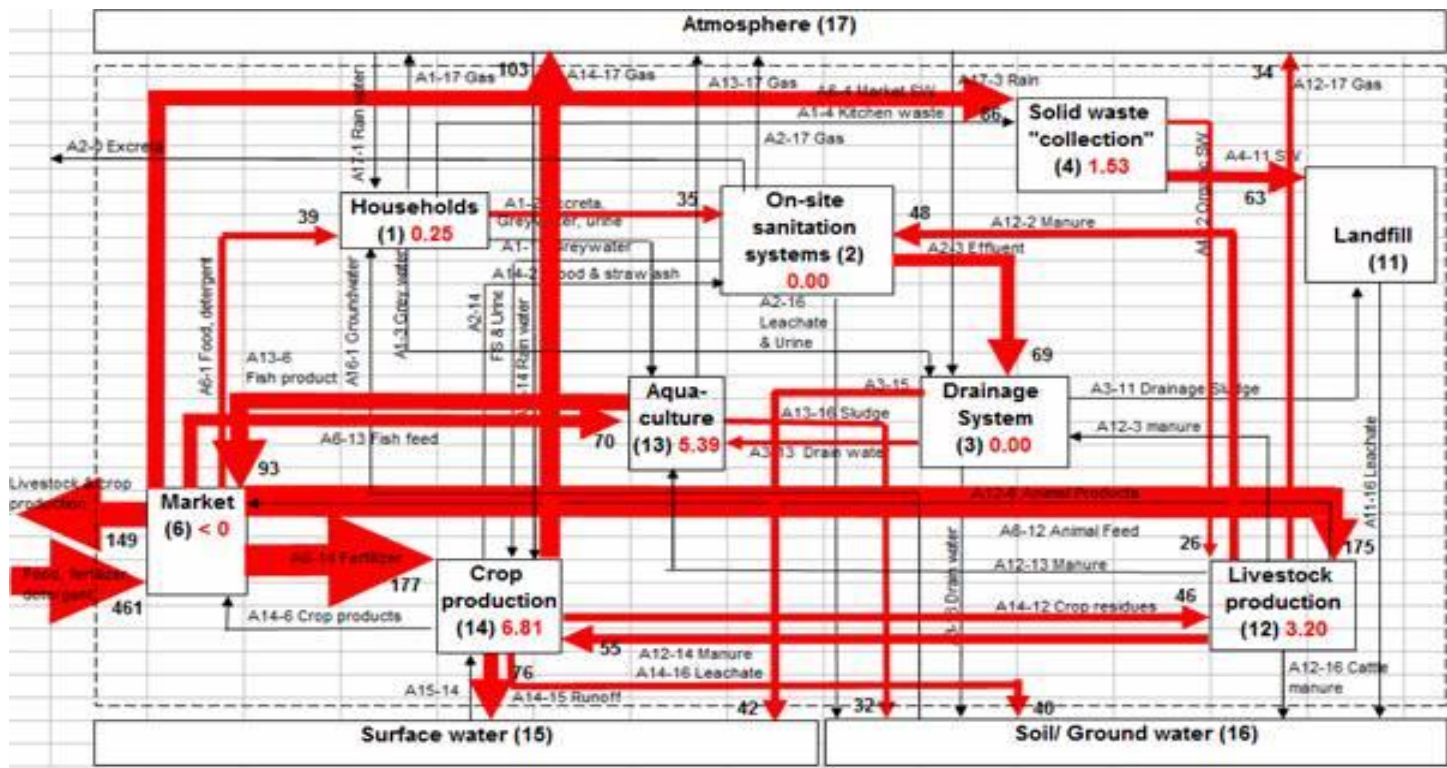 Atmosphere (17)
103
A1-17 Gas
A14-17 Gas
A13-17 Gas
A17-3 Rain
34
A12-17 Gas
A17-1 Rain water
A6-4 Market SW
A1-4 Kitchen waste
66
Solid waste
"collection"
(4) 1.53
A2-17 Gas
A4-11 SW
63
Households
(1) 0.25
39
A1-2 Excreta,
Greywater, urine
35
On-site
sanitation
systems (2)
0.00
48
A12-2 Manure
A2-3 Effluent
Landfill
(11)
Greywater
straw ash
A6-1 Food, detergent
A16-1 Groundwater
A1-3 Grey water
A2-14
FS & Urine
Rain water
A2-16
Leachate
& Urine
69
A13-6
Fish product
Aqua-
culture
(13) 5.39
A3-15
A13-16 Sludge
A3-13 Drain water
Drainage
System
(3) 0.00
A3-11 Drainage Sludge
A12-3 manure
A11-16 Leachate
A6-13 Fish feed
70
93
Livestock & crop
production
149
Market
(6) < 0
A12-6 Animal Products
A6-12 Animal Feed
26
175
Food, fertilizer,
detergent
461
A6-14 Fertilizer
177
Crop
production
(14) 6.81
A12-13 Manure
A14-12 Crop residues
46
Livestock
production
(12) 3.20
A14-6 Crop products
55
A12-14 Manure
A14-16 Leachate
Drain water
A12-16 Cattle
manure
A15-14
76
A14-15 Runoff
42
32
40
Surface water (15)
Soil/ Ground water (16)